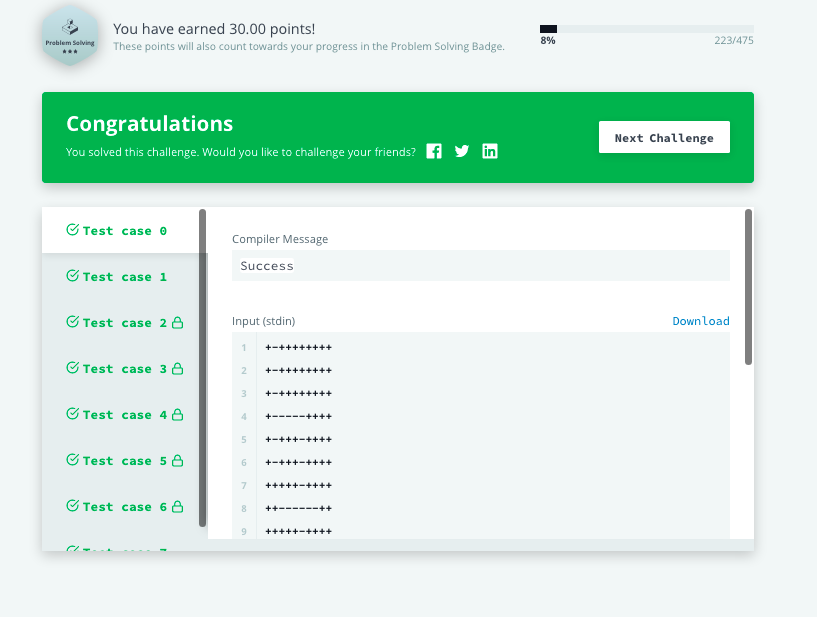 Problem Solving
You have earned 30.00 points!
These points will also count towards your progress in the Problem Solving Badge.
8%
223/475
Congratulations
You solved this challenge. Would you like to challenge your friends?
Next Challenge
Test case 0
Test case 1
Test case 2
Test case 3
Test case 4
Test case 5
Test case 6
Compiler Message
Success
Input (stdin)
Download
1 +-++++++++
2 +-++++++++
3 +-++++++++
4 +-----++++
5 +-+++-++++
6 +-+++-++++
7 +++++-++++
8 ++------++
9 +++++-++++